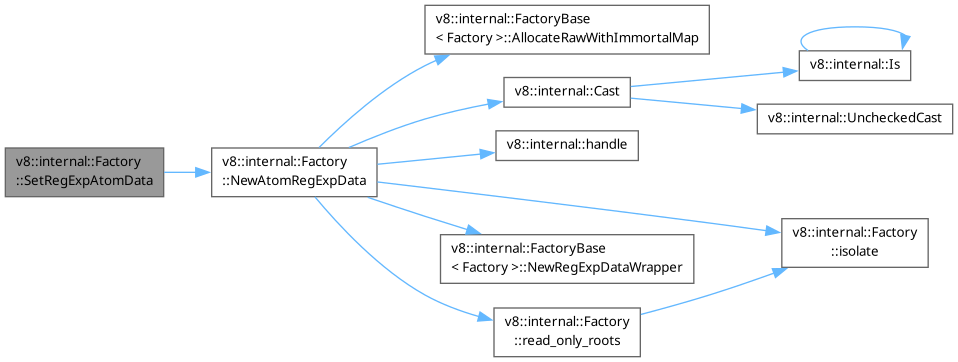 v8::internal::Factory
::SetRegExpAtomData
v8::internal::Factory
::NewAtomRegExpData
v8::internal::FactoryBase
< Factory >::AllocateRawWithImmortalMap
v8::internal::Cast
v8::internal::handle
v8::internal::FactoryBase
< Factory >::NewRegExpDataWrapper
v8::internal::Factory
::read_only_roots
v8::internal::Is
v8::internal::UncheckedCast
v8::internal::Factory
::isolate